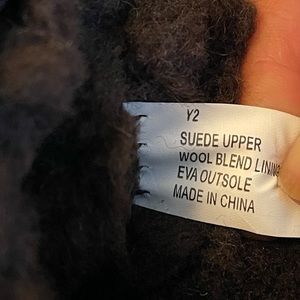 Y2
SUEDE UPPER
WOOL BLEND LINING
EVA OUTSOLE
MADE IN CHINA